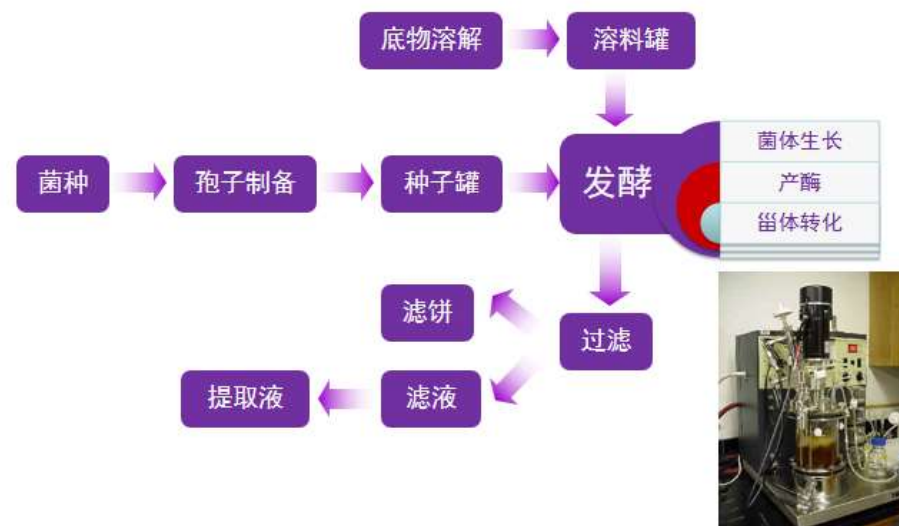 底物溶解
溶料罐
菌种
孢子制备
种子罐
发酵
菌体生长
产酶
甾体转化
滤饼
过滤
提取液
滤液